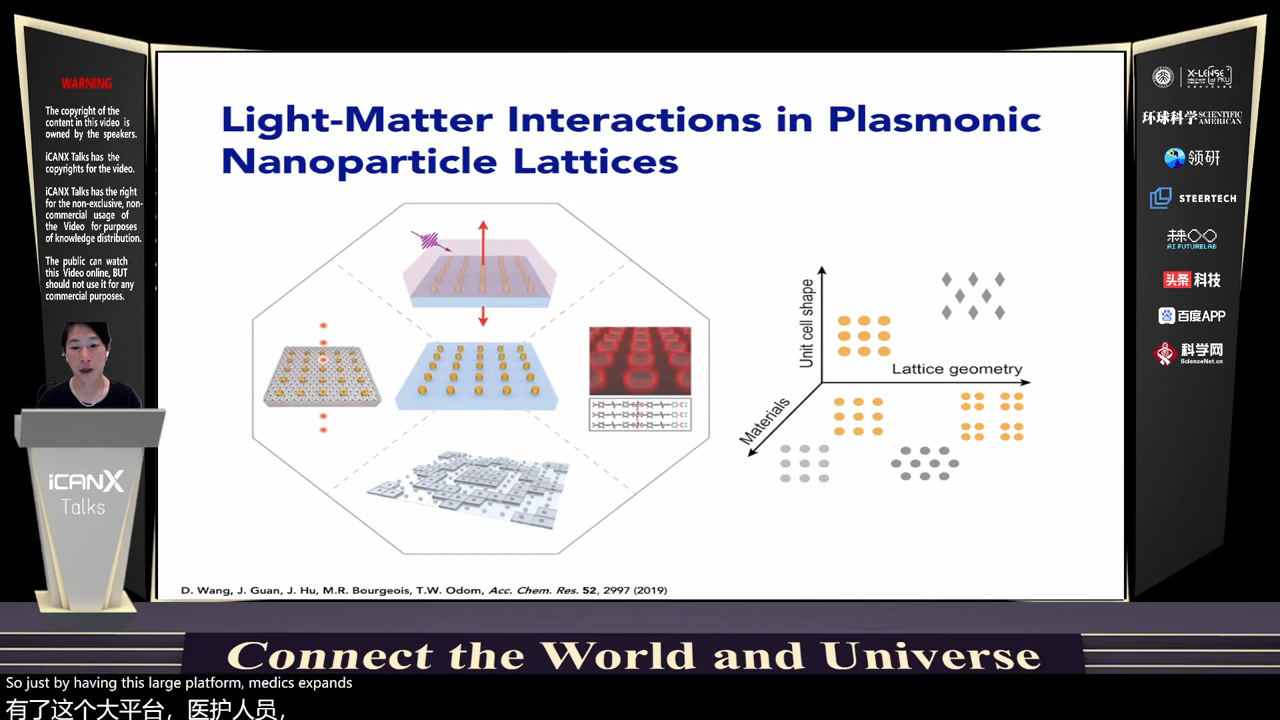 WARNING
The copyright of the
content in this video is
owned by the speakers.
iCANX Talks has the
copyrights for the video.
iCANX Talks has the right
for the non-exclusive, non-
commercial usage of
the Video for purposes
of knowledge distribution.
The public can watch
this Video online, BUT
should not use it for any
commercial purposes.
iCANX
Talks
Light-Matter Interactions in Plasmonic
Nanoparticle Lattices
Unit cell shape
Lattice geometry
Materials
D. Wang, J. Guan, J. Hu, M.R. Bourgeois, T.W. Odom, Acc. Chem. Res. 52, 2997 (2019)
X-LENSE
@ PKU
环球科学 SCIENTIFIC
AMERICAN
领研
STEERTECH
AI FUTURELAB
头条 科技
百度APP
科学网
ScienceNet.cn
Connect the World and Universe
So just by having this large platform, medics expands
有了这个大平台，医护人员，